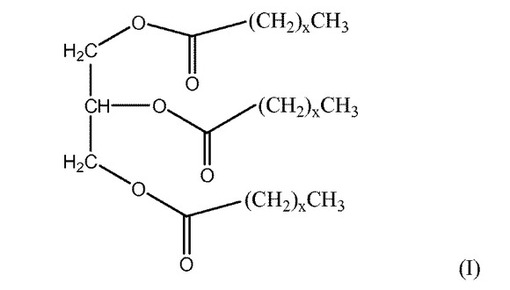 O (CH₂)ₓCH₃
H₂C
O
CH O (CH₂)ₓCH₃
H₂C O
O (CH₂)ₓCH₃
O (I)